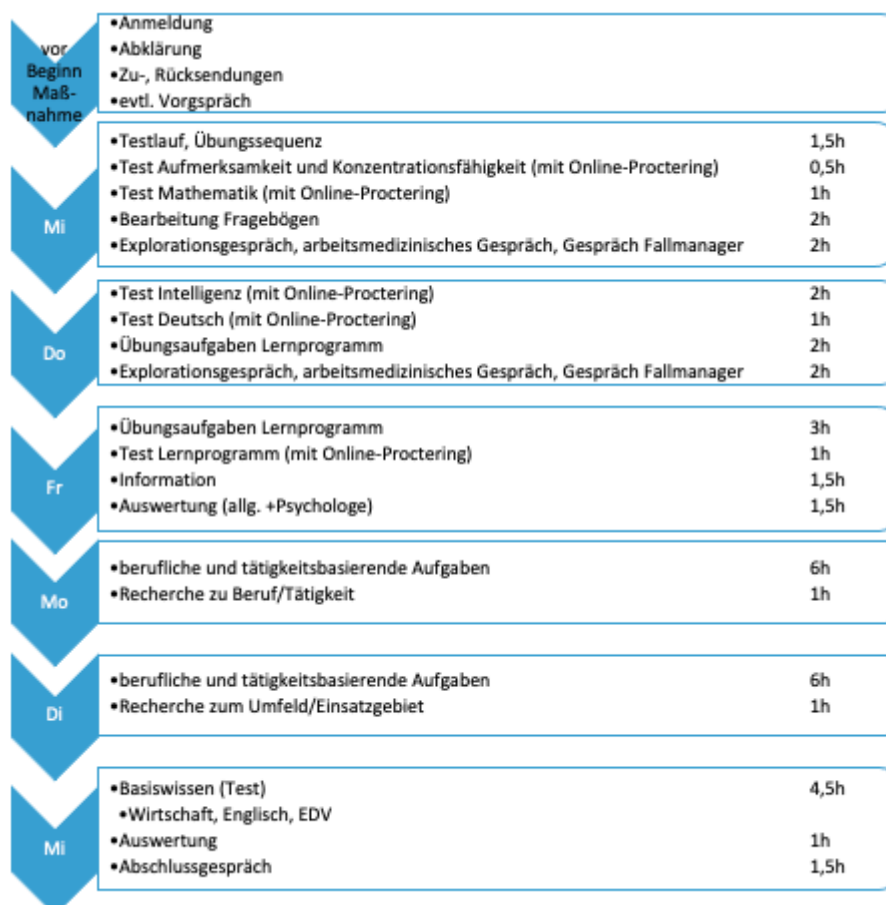 vor
Beginn
Maß-
nahme
•Anmeldung
•Abklärung
•Zu-, Rücksendungen
•evtl. Vorgspräch
Mi
•Testlauf, Übungssequenz 1,5h
•Test Aufmerksamkeit und Konzentrationsfähigkeit (mit Online-Proctering) 0,5h
•Test Mathematik (mit Online-Proctering) 1h
•Bearbeitung Fragebögen 2h
•Explorationsgespräch, arbeitsmedizinisches Gespräch, Gespräch Fallmanager 2h
Do
•Test Intelligenz (mit Online-Proctering) 2h
•Test Deutsch (mit Online-Proctering) 1h
•Übungsaufgaben Lernprogramm 2h
•Explorationsgespräch, arbeitsmedizinisches Gespräch, Gespräch Fallmanager 2h
Fr
•Übungsaufgaben Lernprogramm 3h
•Test Lernprogramm (mit Online-Proctering) 1h
•Information 1,5h
•Auswertung (allg. +Psychologe) 1,5h
Mo
•berufliche und tätigkeitsbasierende Aufgaben 6h
•Recherche zu Beruf/Tätigkeit 1h
Di
•berufliche und tätigkeitsbasierende Aufgaben 6h
•Recherche zum Umfeld/Einsatzgebiet 1h
Mi
•Basiswissen (Test) 4,5h
•Wirtschaft, Englisch, EDV
•Auswertung 1h
•Abschlussgespräch 1,5h